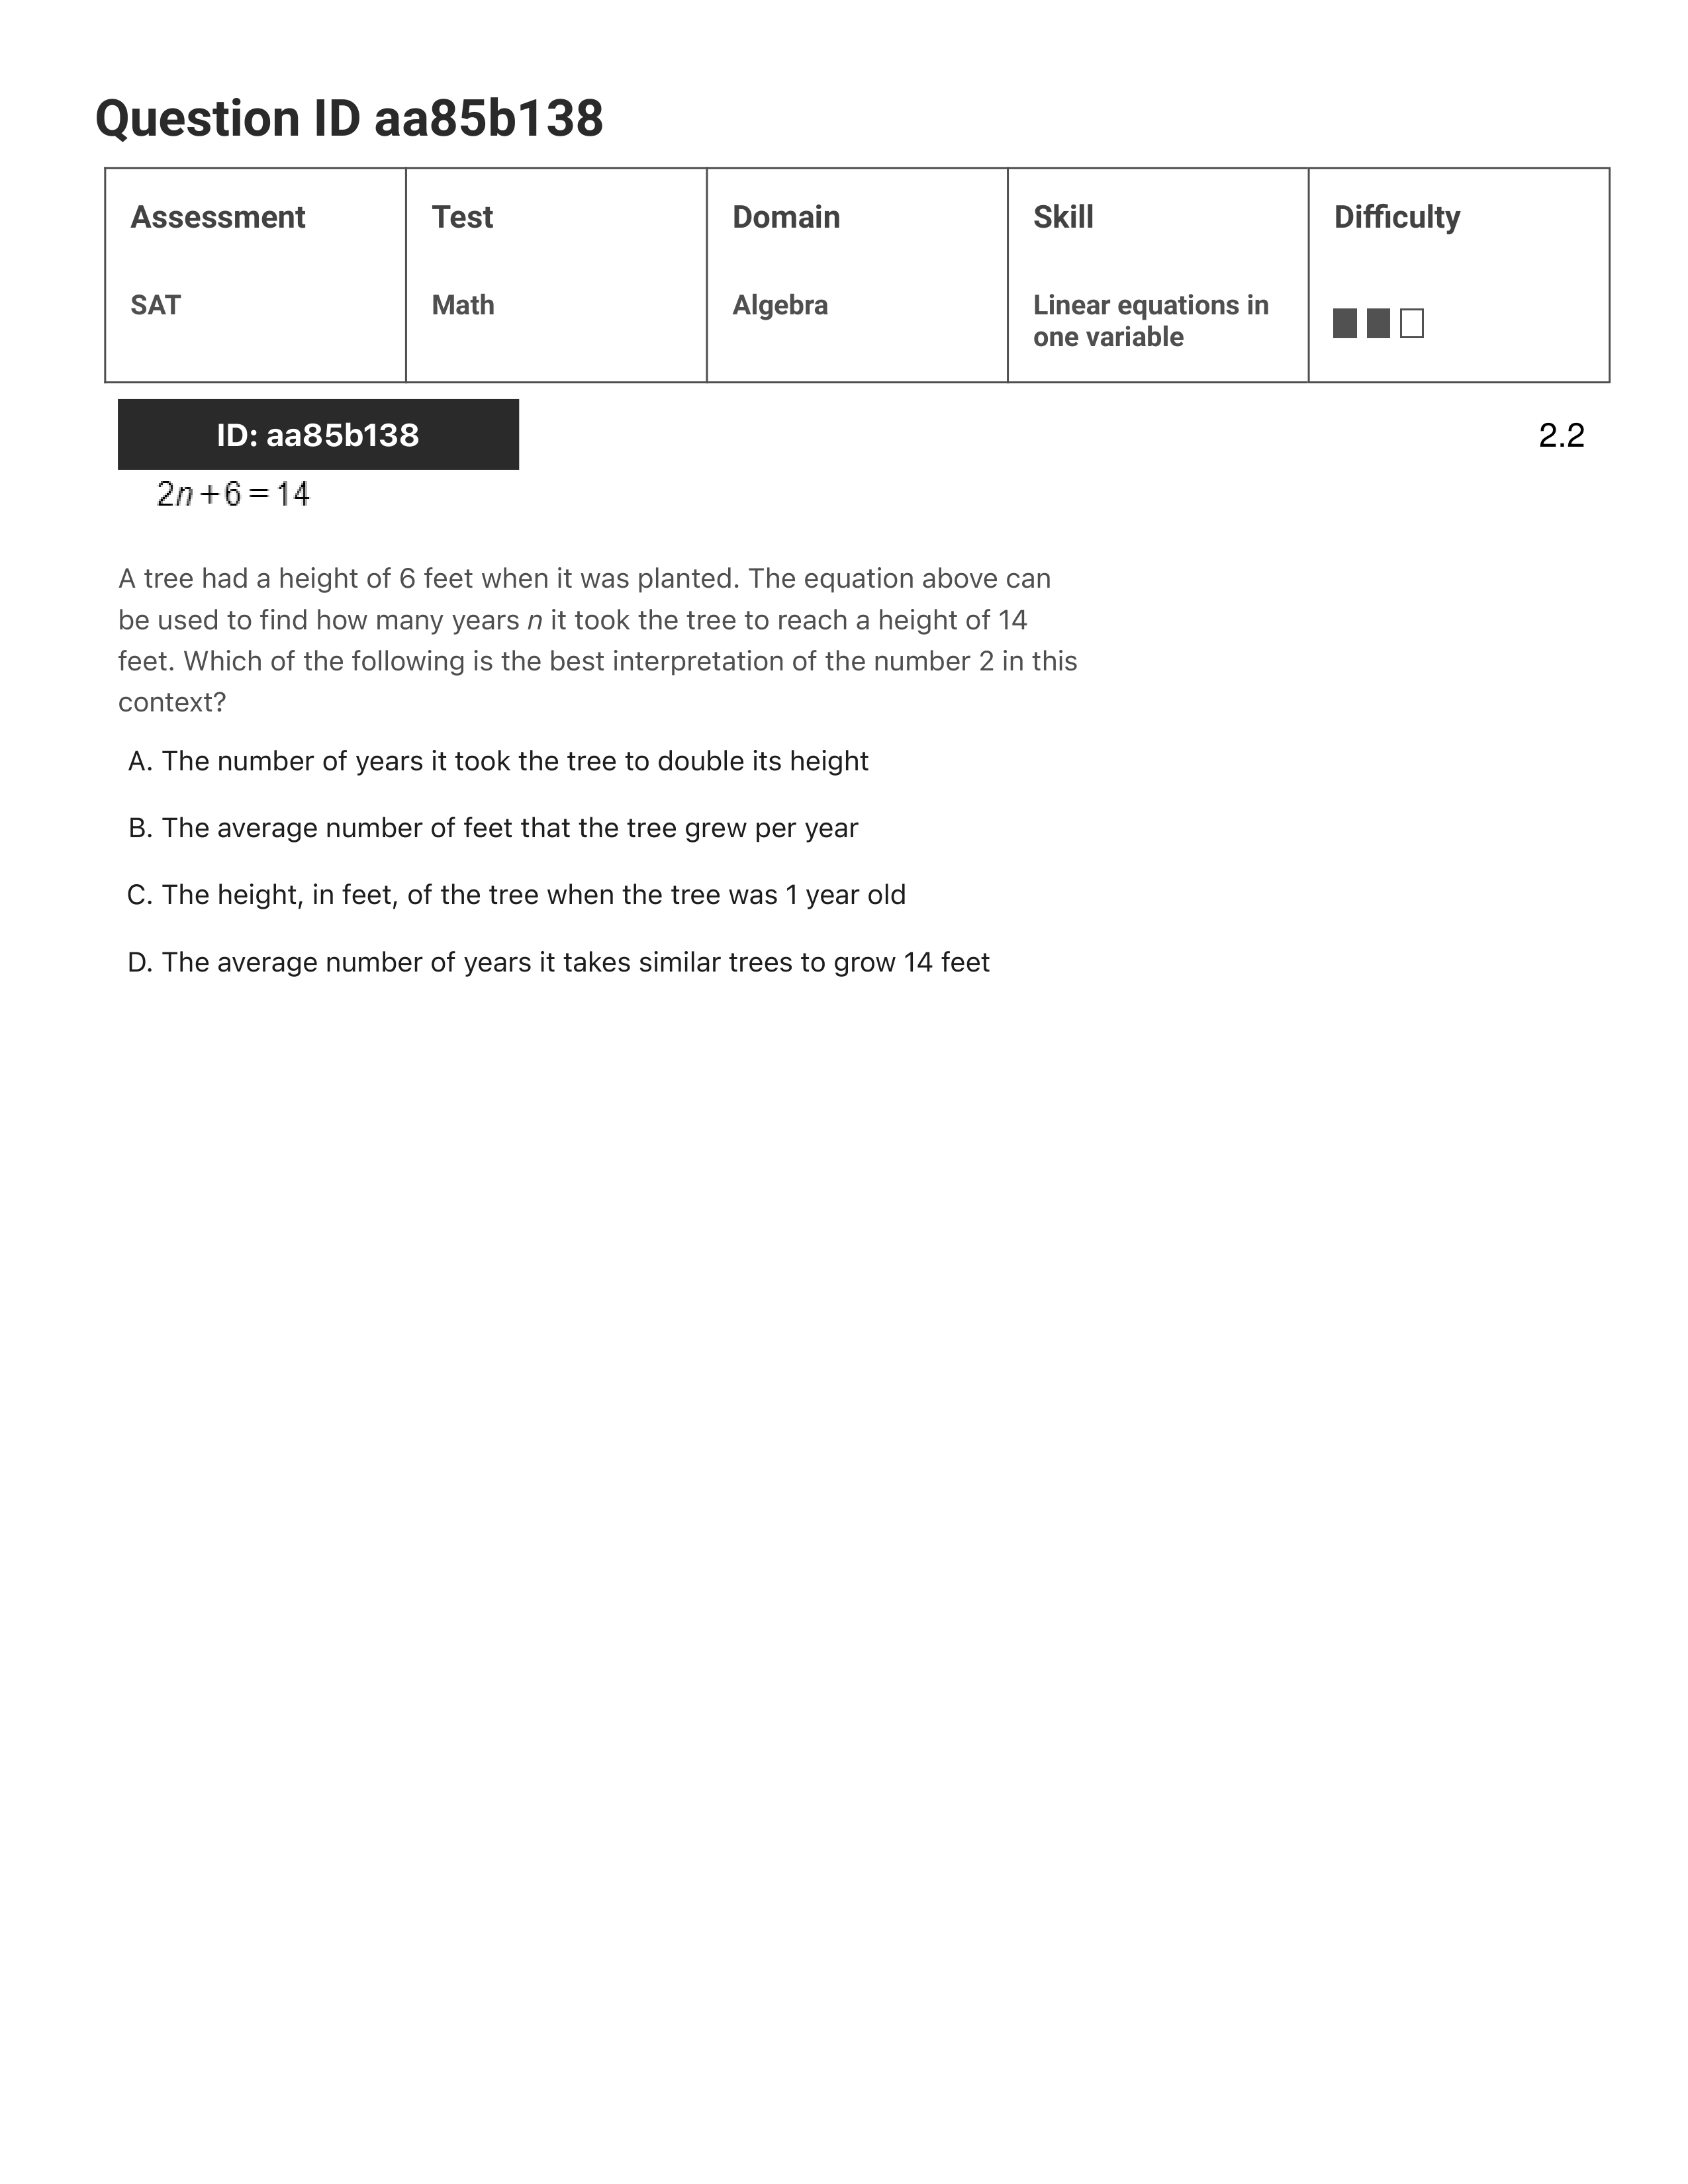 Question ID aa85b138
Assessment
Test
Domain
Skill
Difficulty
SAT
Math
Algebra
Linear equations in
one variable
ID: aa85b138
2.2
2n+6=14
A tree had a height of 6 feet when it was planted. The equation above can
be used to find how many years n it took the tree to reach a height of 14
feet. Which of the following is the best interpretation of the number 2 in this
context?
A. The number of years it took the tree to double its height
B. The average number of feet that the tree grew per year
C. The height, in feet, of the tree when the tree was 1 year old
D. The average number of years it takes similar trees to grow 14 feet